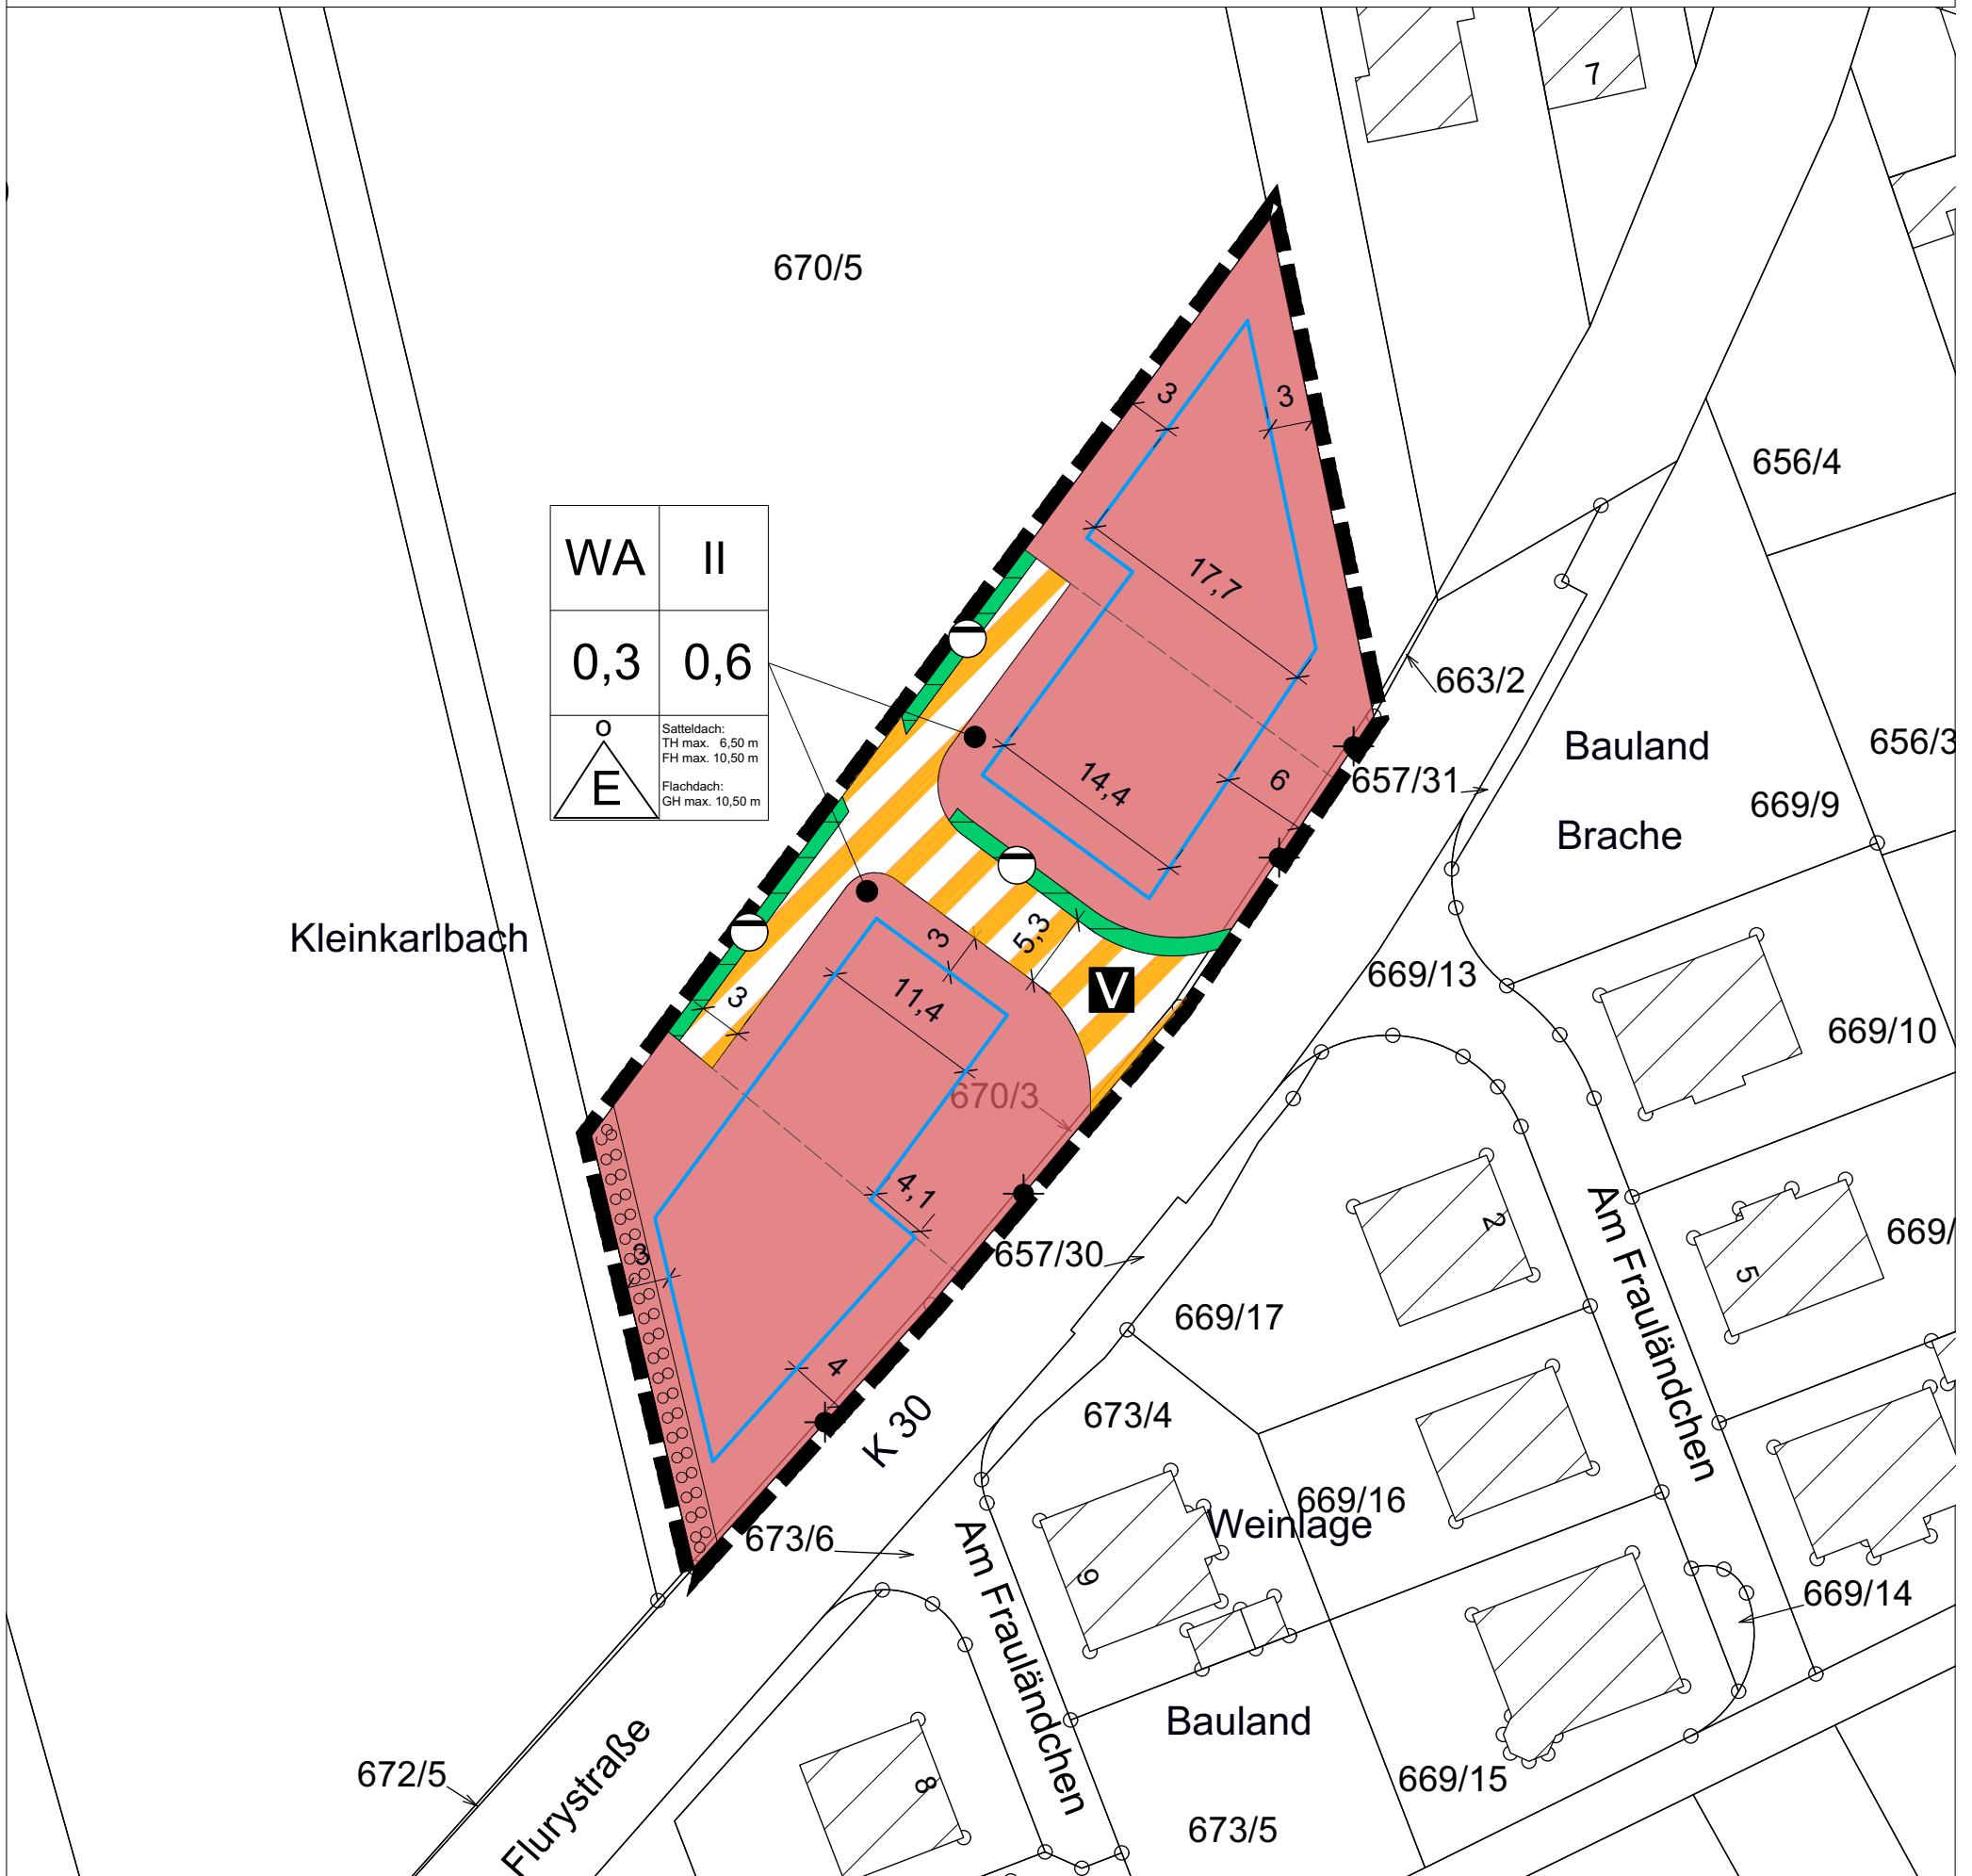 7
670/5
3
3
656/4
WA II
0,3 0,6
o
E
Satteldach:
TH max. 6,50 m
FH max. 10,50 m
Flachdach:
GH max. 10,50 m
17,7
663/2
Bauland
656/3
657/31
669/9
14,4
6
Brache
Kleinkarlbach
3
5,3
V
669/13
3
11,4
669/10
670/3
4,1
2
Am Frauländchen
669/
5
3
657/30
669/17
4
K 30
673/4
669/16
Weinlage
673/6
Am Frauländchen
9
669/14
Bauland
672/5
Flurystraße
8
669/15
673/5